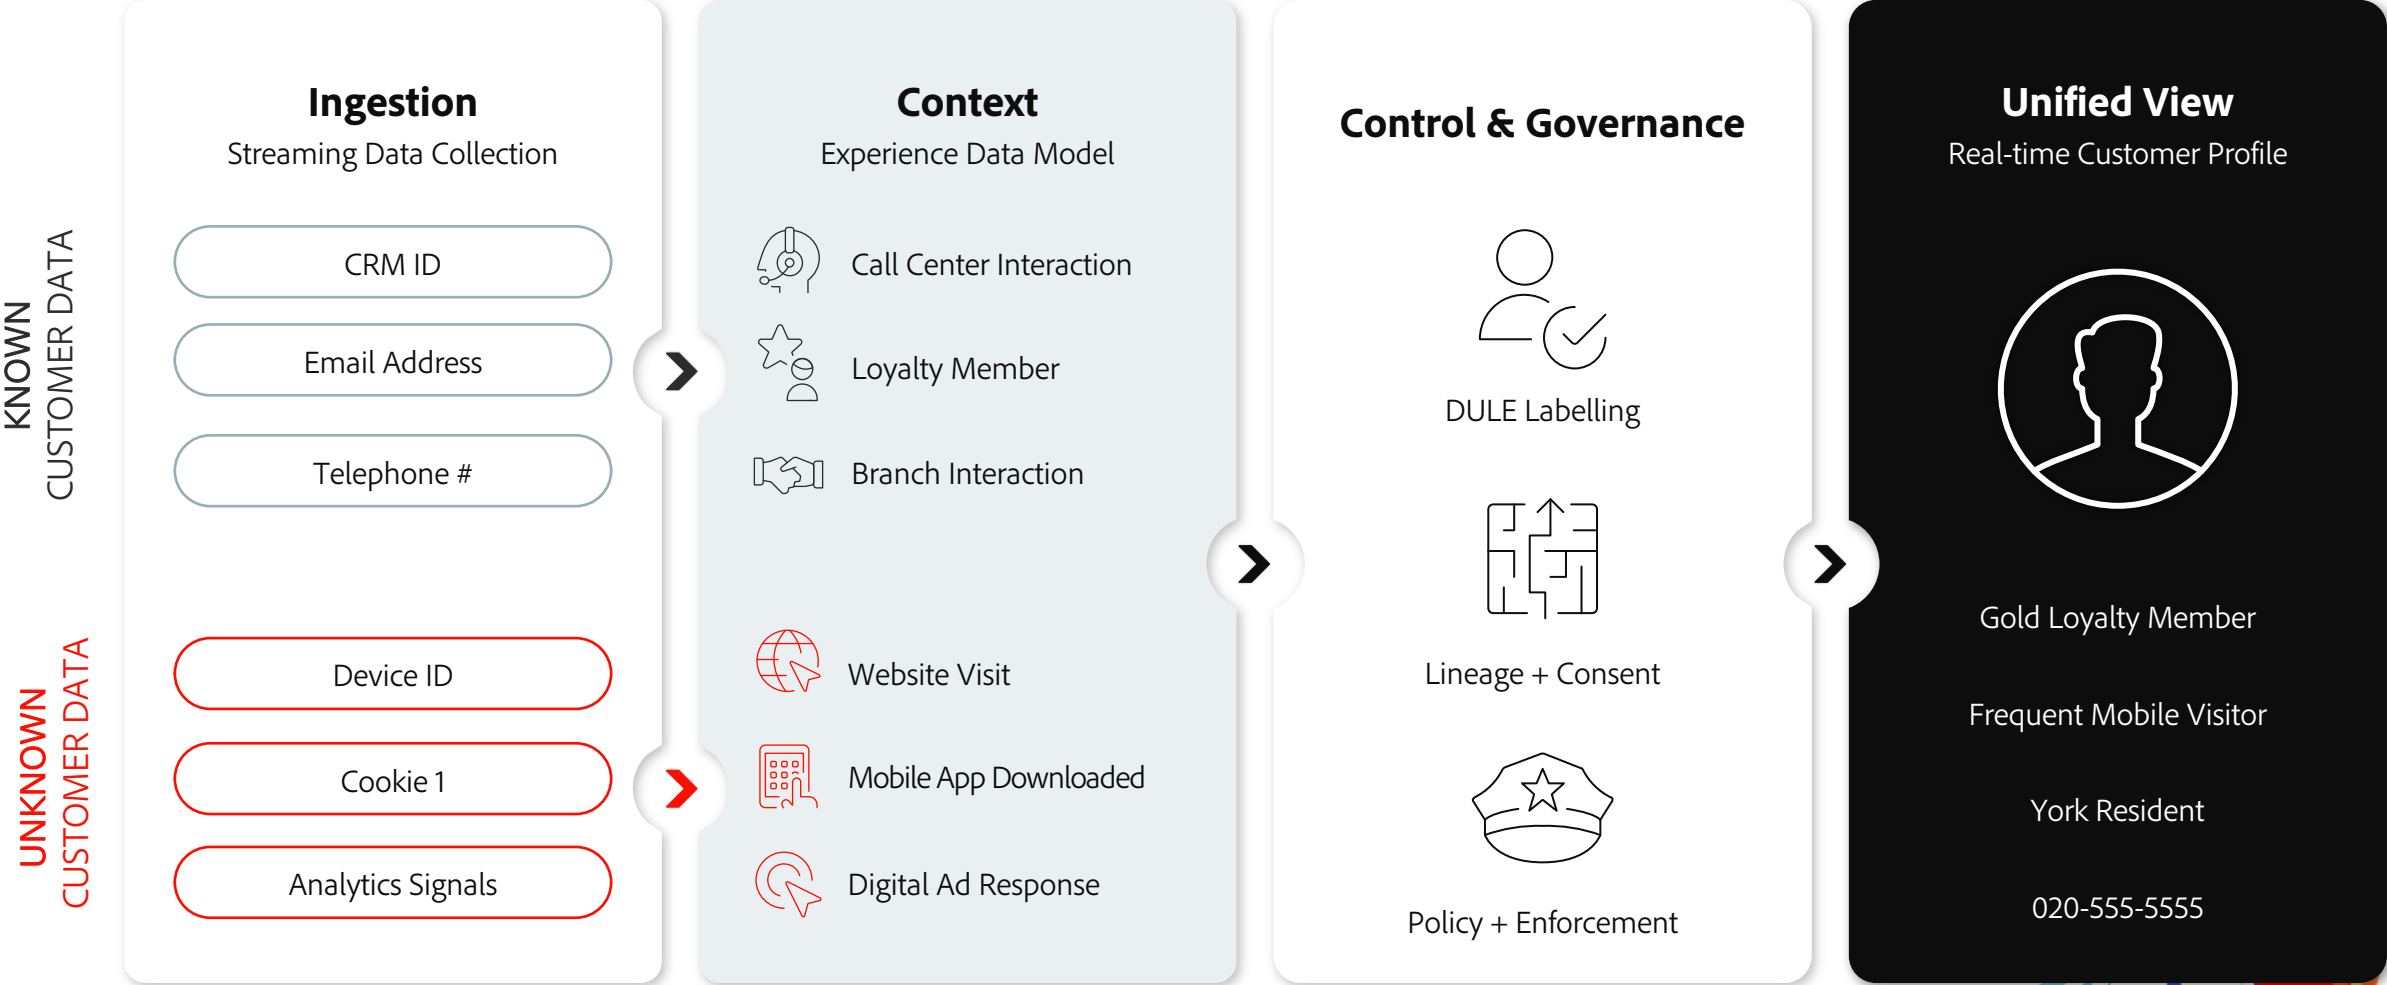 KNOWN
CUSTOMER DATA
UNKNOWN
CUSTOMER DATA
Ingestion
Streaming Data Collection
CRM ID
Email Address
Telephone #
Device ID
Cookie 1
Analytics Signals
Context
Experience Data Model
Call Center Interaction
Loyalty Member
Branch Interaction
Website Visit
Mobile App Downloaded
Digital Ad Response
Control & Governance
DULE Labelling
Lineage + Consent
Policy + Enforcement
Unified View
Real-time Customer Profile
Gold Loyalty Member
Frequent Mobile Visitor
York Resident
020-555-5555